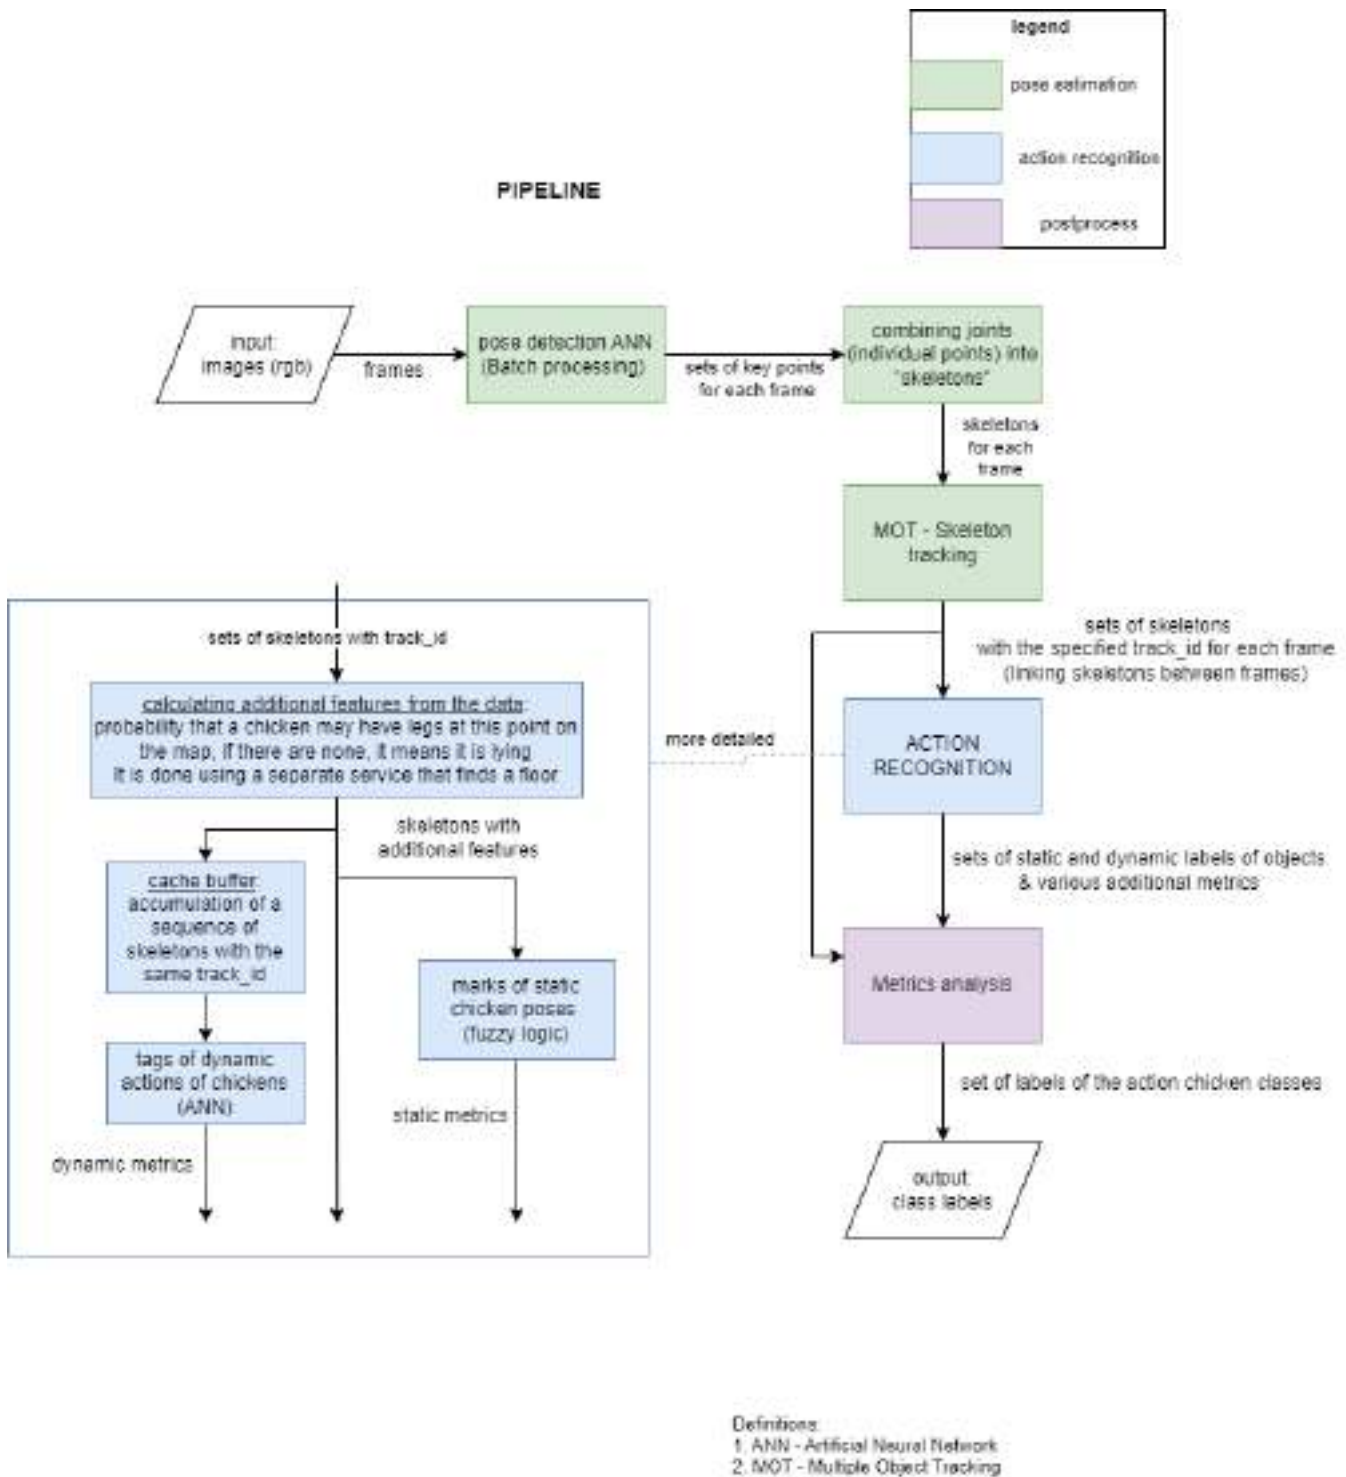 legend
pose estimation
action recognition
postprocess
PIPELINE
input:
images (rgb)
frames
pose detection ANN
(Batch processing)
sets of key points
for each frame
combining joints
(individual points) into
"skeletons"
skeletons
for each
frame
MOT - Skeleton
tracking
sets of skeletons
with the specified track_id for each frame
(linking skeletons between frames)
ACTION
RECOGNITION
more detailed
sets of static and dynamic labels of objects
& various additional metrics
Metrics analysis
set of labels of the action chicken classes
output:
class labels
sets of skeletons with track_id
calculating additional features from the data:
probability that a chicken may have legs at this point on
the map, if there are none, it means it is lying
It is done using a separate service that finds a floor
skeletons with
additional features
cache buffer:
accumulation of a
sequence of
skeletons with the
same track_id
tags of dynamic
actions of chickens
(ANN)
dynamic metrics
marks of static
chicken poses
(fuzzy logic)
static metrics
Definitions:
1. ANN - Artificial Neural Network
2. MOT - Multiple Object Tracking